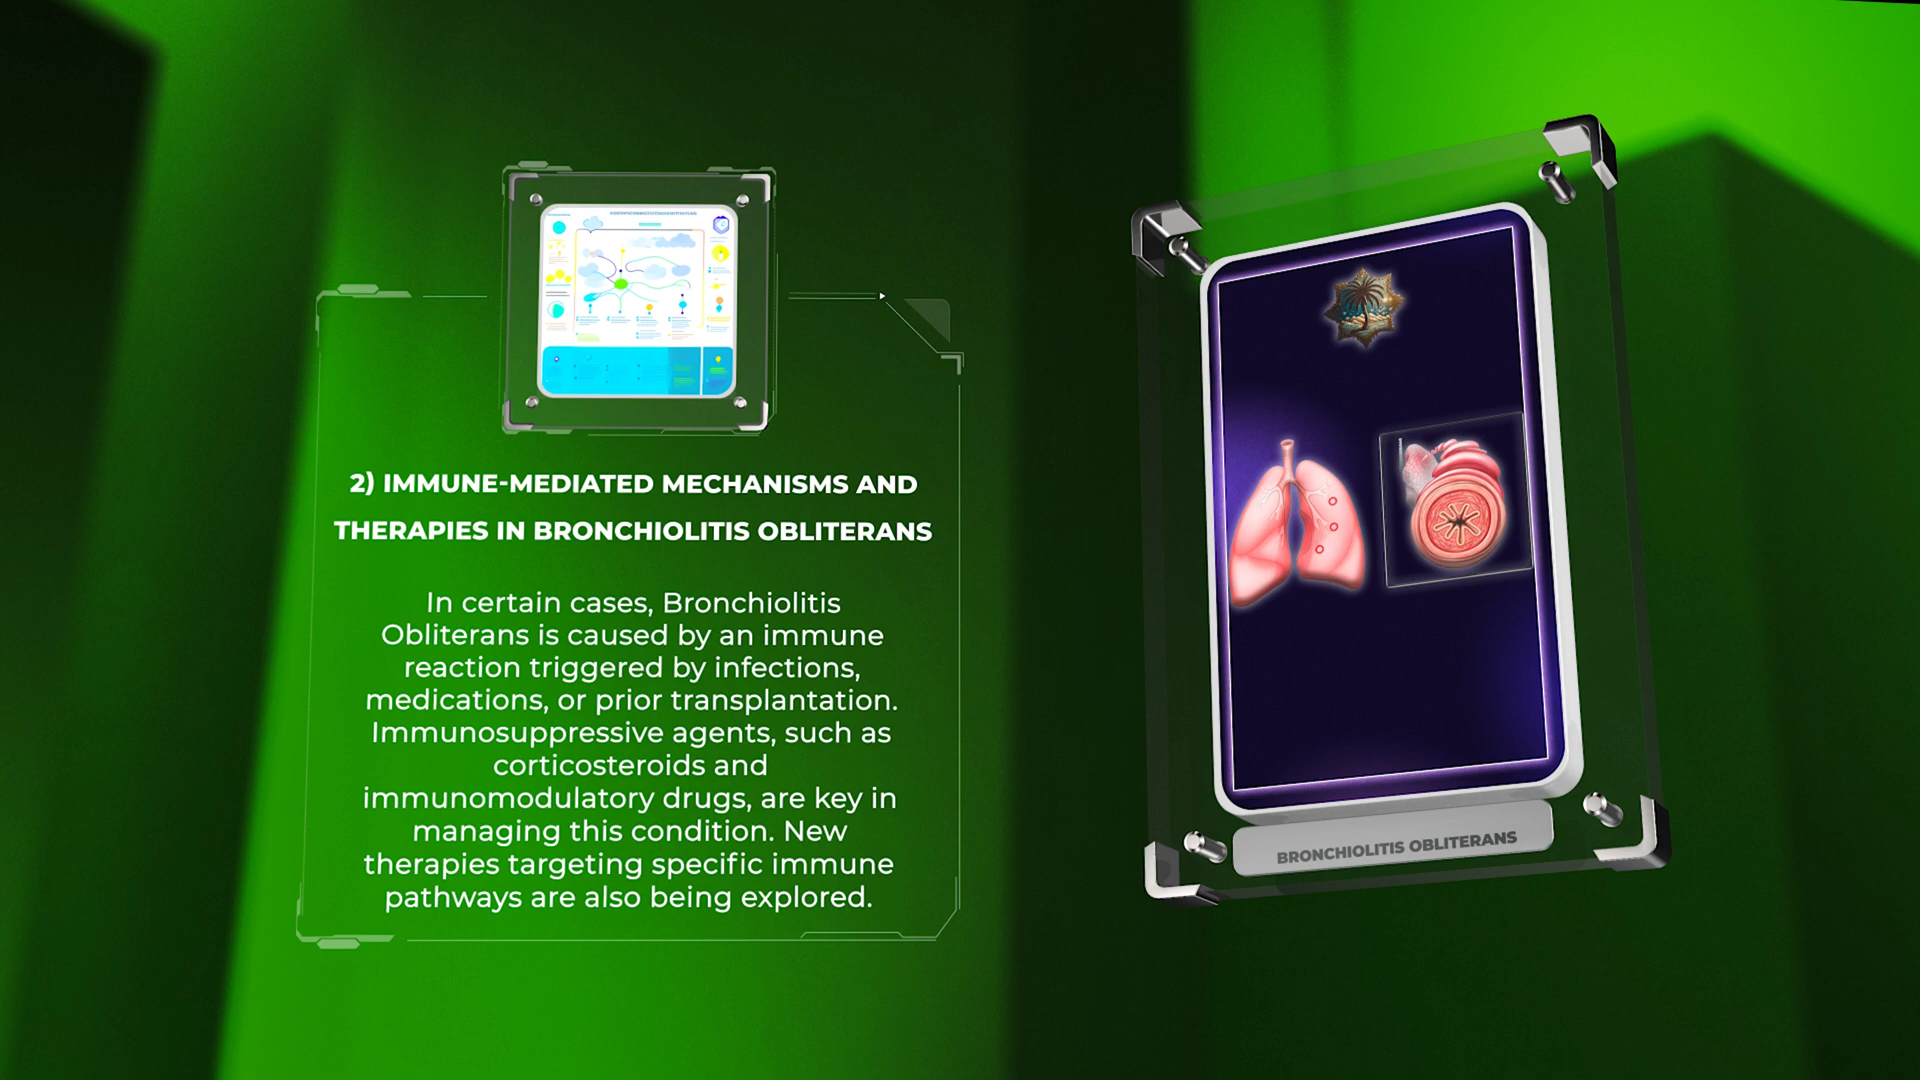 2) IMMUNE-MEDIATED MECHANISMS AND
THERAPIES IN BRONCHIOLITIS OBLITERANS
In certain cases, Bronchiolitis
Obliterans is caused by an immune
reaction triggered by infections,
medications, or prior transplantation.
Immunosuppressive agents, such as
corticosteroids and
immunomodulatory drugs, are key in
managing this condition. New
therapies targeting specific immune
pathways are also being explored.
BRONCHIOLITIS OBLITERANS